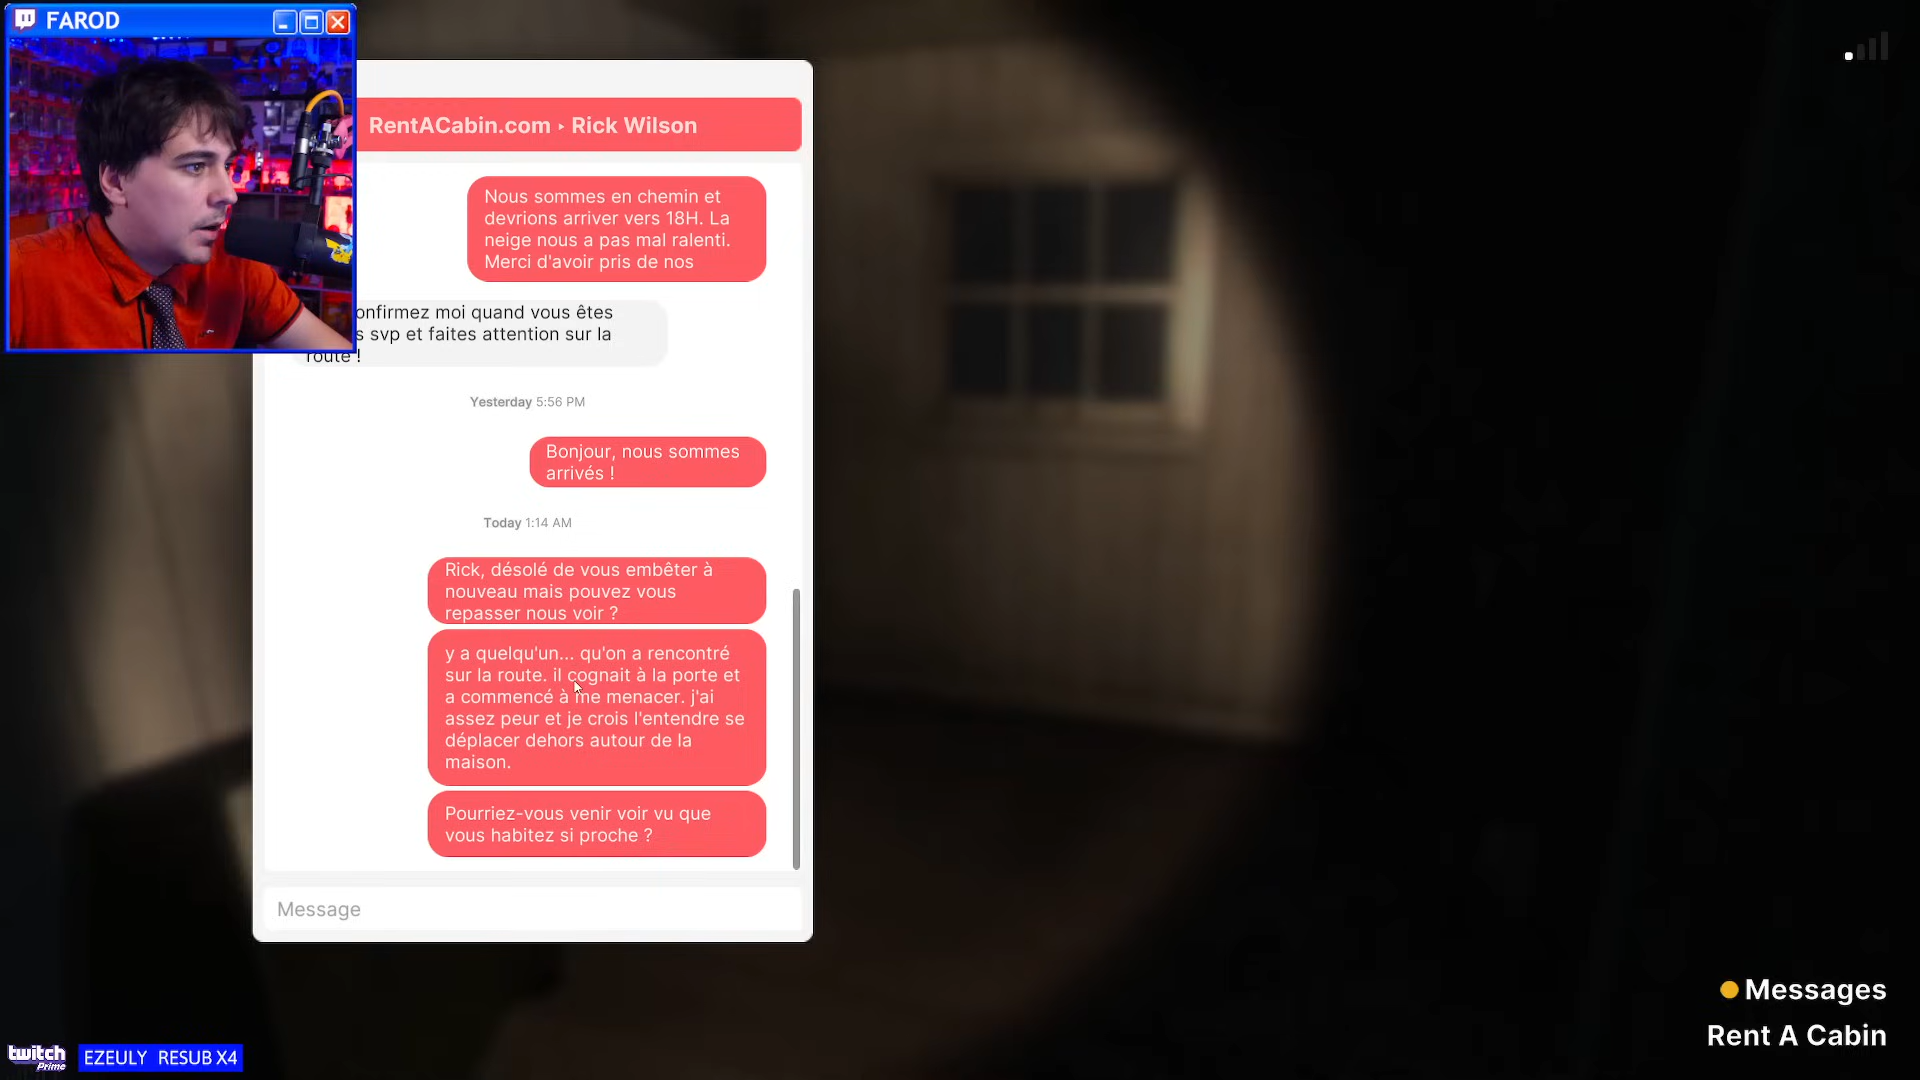 FAROD
RentACabin.com ‣ Rick Wilson
Nous sommes en chemin et
devrions arriver vers 18H. La
neige nous a pas mal ralenti.
Merci d'avoir pris de nos
onfirmez moi quand vous êtes
s svp et faites attention sur la
route !
Yesterday 5:56 PM
Bonjour, nous sommes
arrivés !
Today 1:14 AM
Rick, désolé de vous embêter à
nouveau mais pouvez vous
repasser nous voir ?
y a quelqu'un... qu'on a rencontré
sur la route. il cognait à la porte et
a commencé à me menacer. j'ai
assez peur et je crois l'entendre se
déplacer dehors autour de la
maison.
Pourriez-vous venir voir vu que
vous habitez si proche ?
Message
Messages
Rent A Cabin
twitch
Prime
EZEULY RESUB X4